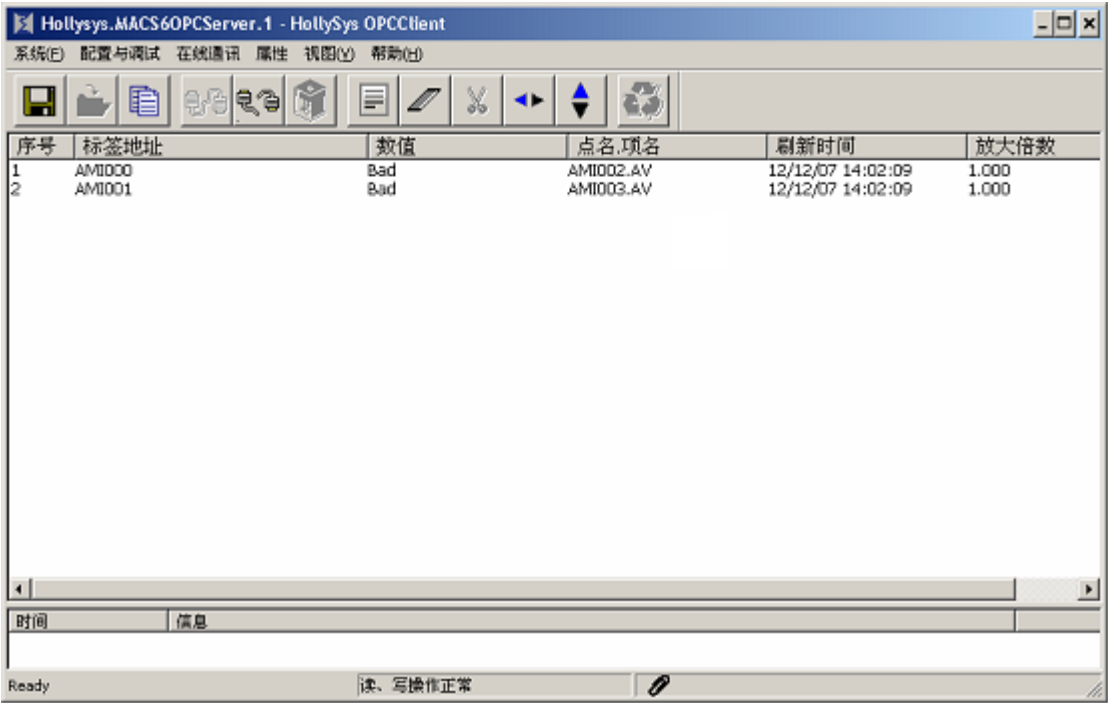 Hollysys.MACS6OPCServer.1 - HollySys OPCClient
系统(F) 配置与调试 在线通讯 属性 视图(V) 帮助(H)
序号 标签地址 数值 点名.项名 刷新时间 放大倍数
1 AMI000 Bad AMI002.AV 12/12/07 14:02:09 1.000
2 AMI001 Bad AMI003.AV 12/12/07 14:02:09 1.000
时间 信息
Ready 读、写操作正常